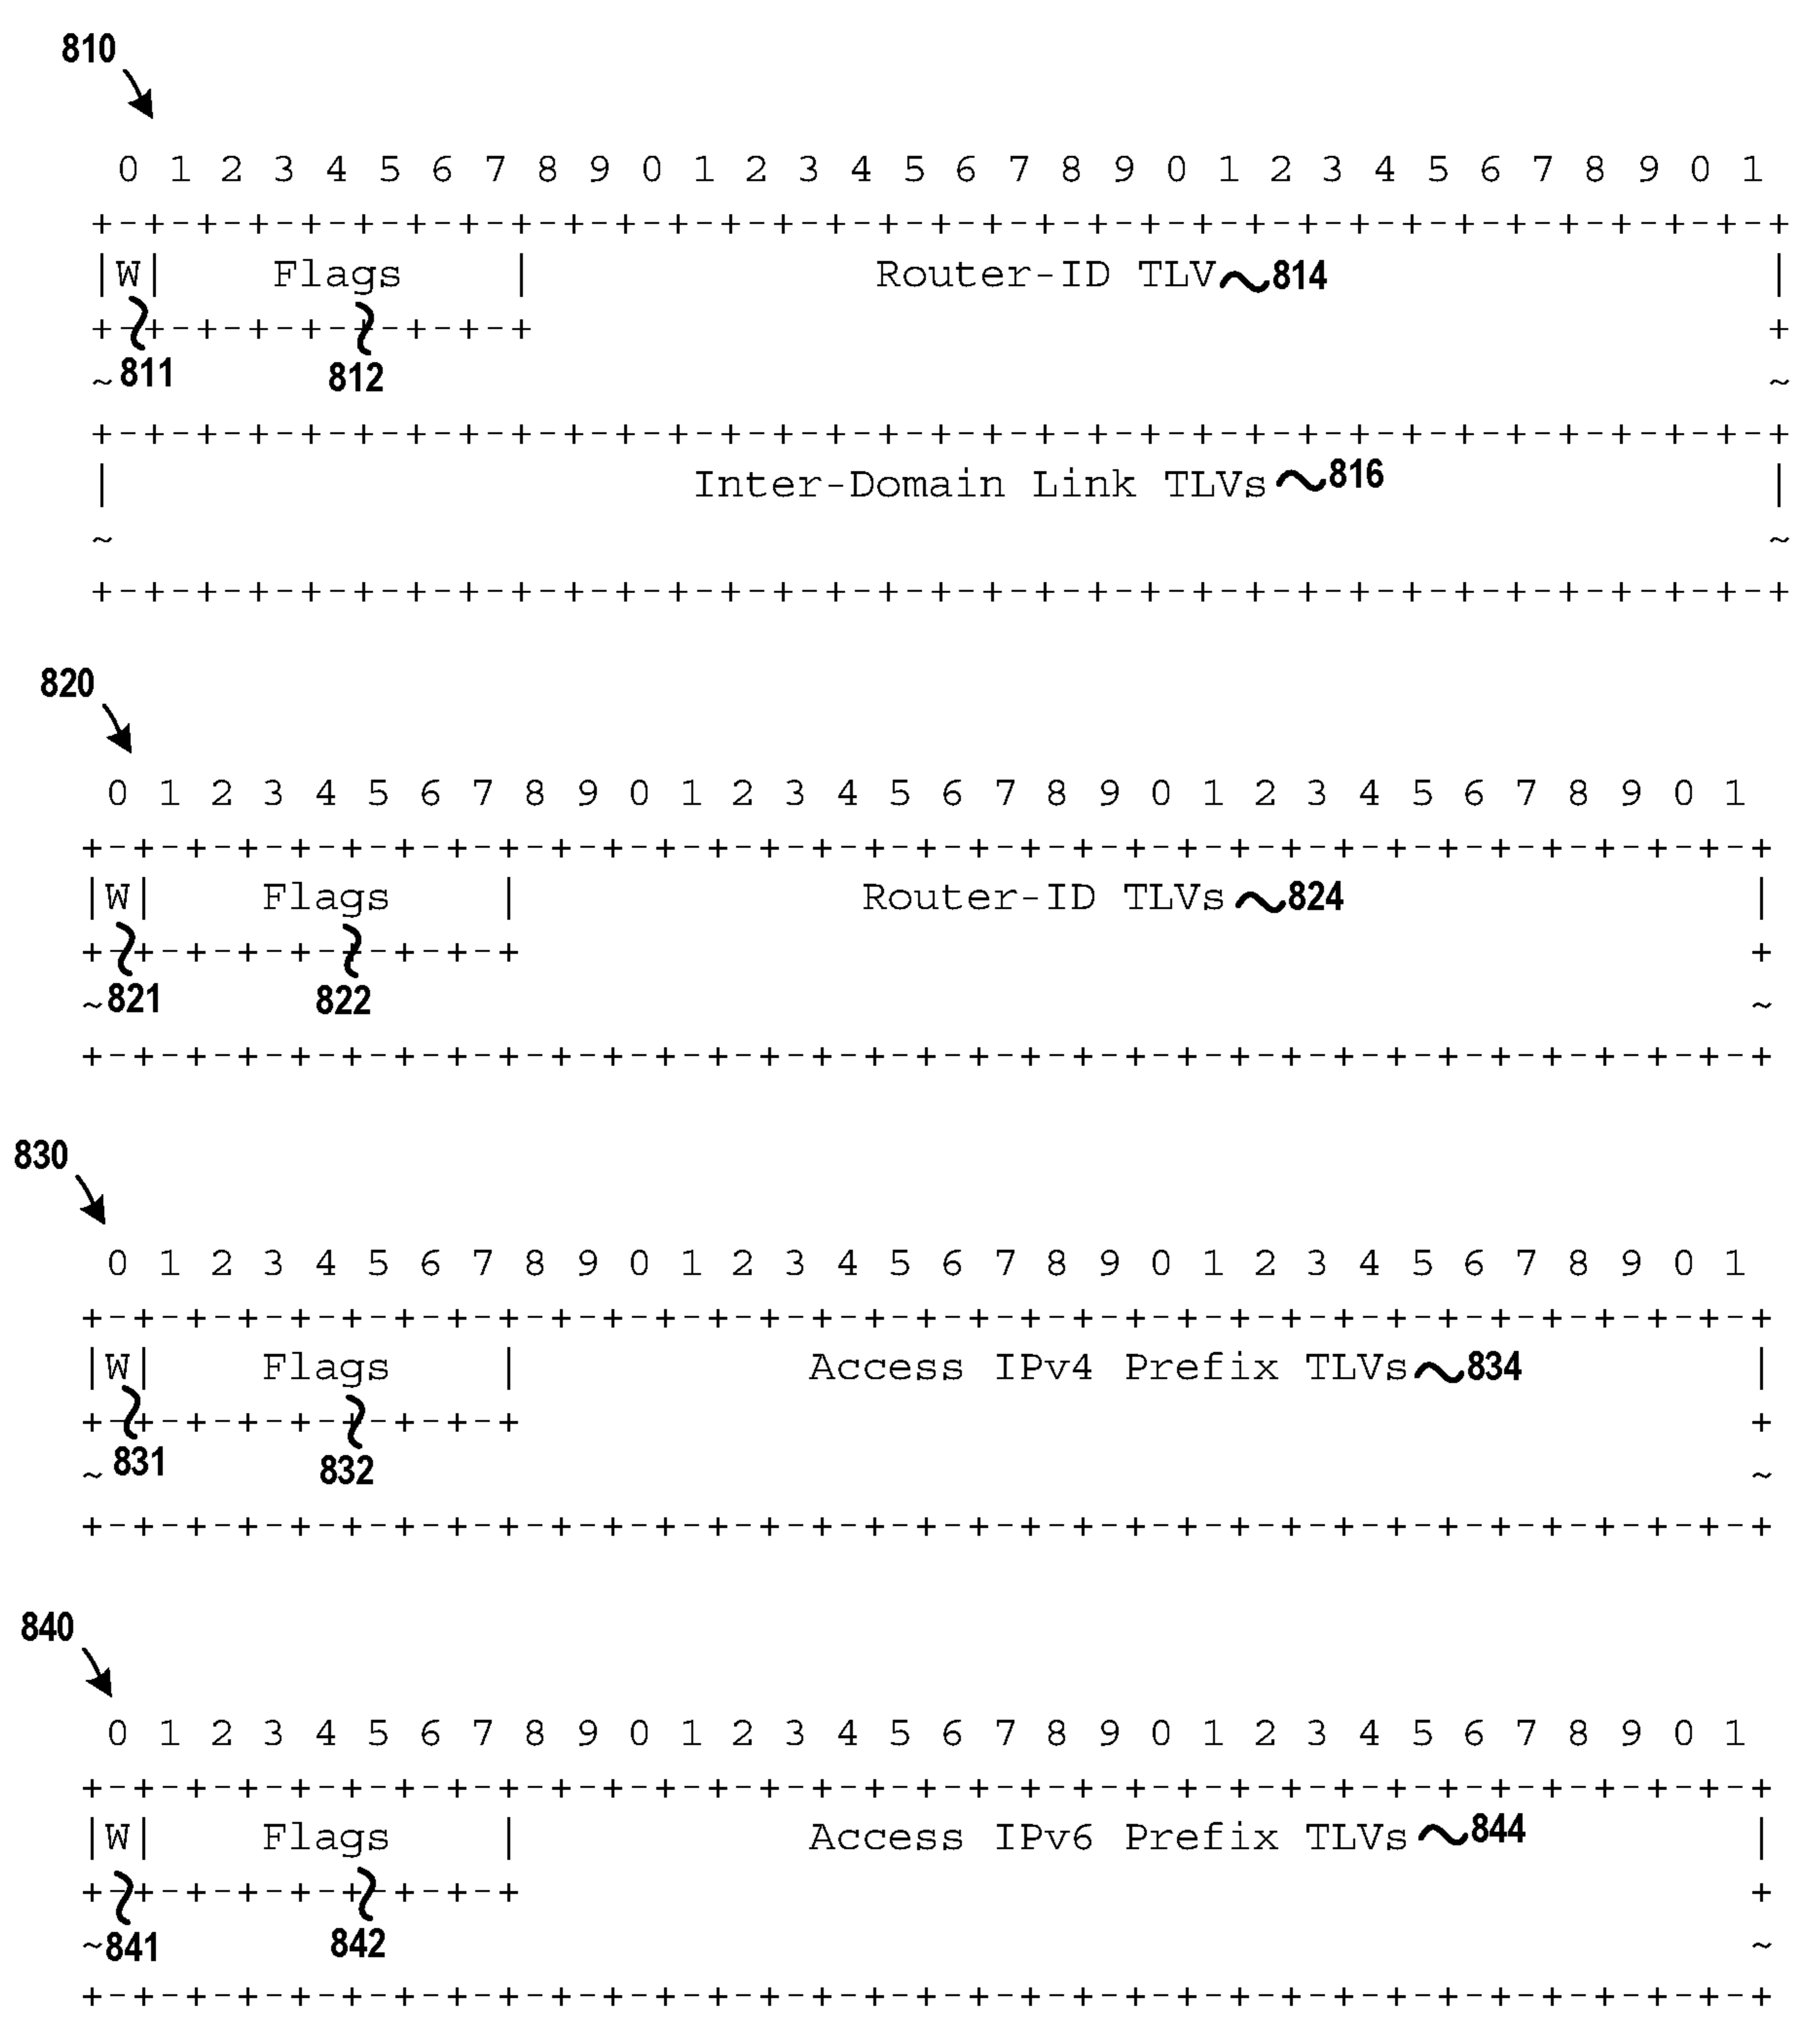 810
0 1 2 3 4 5 6 7 8 9 0 1 2 3 4 5 6 7 8 9 0 1 2 3 4 5 6 7 8 9 0 1
+-+-+-+-+-+-+-+-+-+-+-+-+-+-+-+-+-+-+-+-+-+-+-+-+-+-+-+-+-+-+-+-+
|W| Flags | Router-ID TLV 814 |
+-+-+-+-+-+-+-+-+ +
~ 811 812 ~
+-+-+-+-+-+-+-+-+-+-+-+-+-+-+-+-+-+-+-+-+-+-+-+-+-+-+-+-+-+-+-+-+
| Inter-Domain Link TLVs 816 |
~ ~
+-+-+-+-+-+-+-+-+-+-+-+-+-+-+-+-+-+-+-+-+-+-+-+-+-+-+-+-+-+-+-+-+
820
0 1 2 3 4 5 6 7 8 9 0 1 2 3 4 5 6 7 8 9 0 1 2 3 4 5 6 7 8 9 0 1
+-+-+-+-+-+-+-+-+-+-+-+-+-+-+-+-+-+-+-+-+-+-+-+-+-+-+-+-+-+-+-+-+
|W| Flags | Router-ID TLVs 824 |
+-+-+-+-+-+-+-+-+ +
~ 821 822 ~
+-+-+-+-+-+-+-+-+-+-+-+-+-+-+-+-+-+-+-+-+-+-+-+-+-+-+-+-+-+-+-+-+
830
0 1 2 3 4 5 6 7 8 9 0 1 2 3 4 5 6 7 8 9 0 1 2 3 4 5 6 7 8 9 0 1
+-+-+-+-+-+-+-+-+-+-+-+-+-+-+-+-+-+-+-+-+-+-+-+-+-+-+-+-+-+-+-+-+
|W| Flags | Access IPv4 Prefix TLVs 834 |
+-+-+-+-+-+-+-+-+ +
~ 831 832 ~
+-+-+-+-+-+-+-+-+-+-+-+-+-+-+-+-+-+-+-+-+-+-+-+-+-+-+-+-+-+-+-+-+
840
0 1 2 3 4 5 6 7 8 9 0 1 2 3 4 5 6 7 8 9 0 1 2 3 4 5 6 7 8 9 0 1
+-+-+-+-+-+-+-+-+-+-+-+-+-+-+-+-+-+-+-+-+-+-+-+-+-+-+-+-+-+-+-+-+
|W| Flags | Access IPv6 Prefix TLVs 844 |
+-+-+-+-+-+-+-+-+ +
~ 841 842 ~
+-+-+-+-+-+-+-+-+-+-+-+-+-+-+-+-+-+-+-+-+-+-+-+-+-+-+-+-+-+-+-+-+